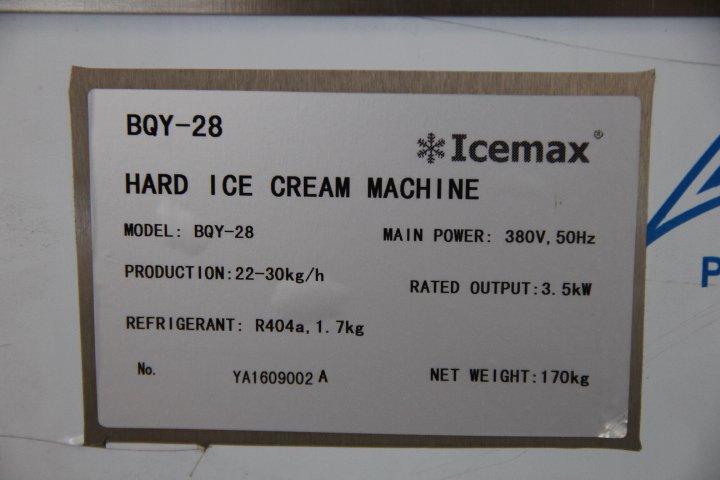 BQY-28
Icemax®
HARD ICE CREAM MACHINE
MODEL: BQY-28
MAIN POWER: 380V, 50Hz
PRODUCTION:22-30kg/h
RATED OUTPUT:3.5kW
REFRIGERANT: R404a, 1.7kg
No. YA1609002 A
NET WEIGHT:170kg
P